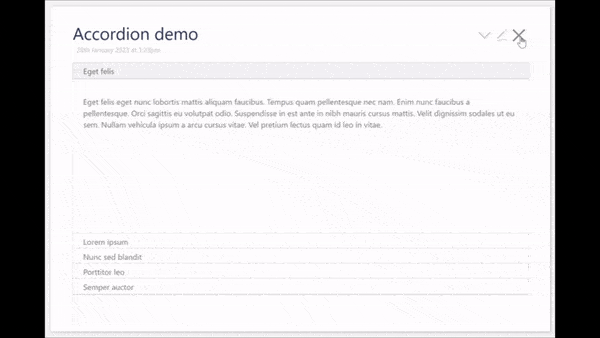 Accordion demo
28th January 2021 at 3:08pm
Eget felis
Eget felis eget nunc lobortis mattis aliquam faucibus. Tempus quam pellentesque nec nam. Enim nunc faucibus a
pellentesque. Orci sagittis eu volutpat odio. Suspendisse in est ante in nibh mauris cursus mattis. Velit dignissim sodales ut eu
sem. Nullam vehicula ipsum a arcu cursus vitae. Vel pretium lectus quam id leo in vitae.
Lorem ipsum
Nunc sed blandit
Porttitor leo
Semper auctor